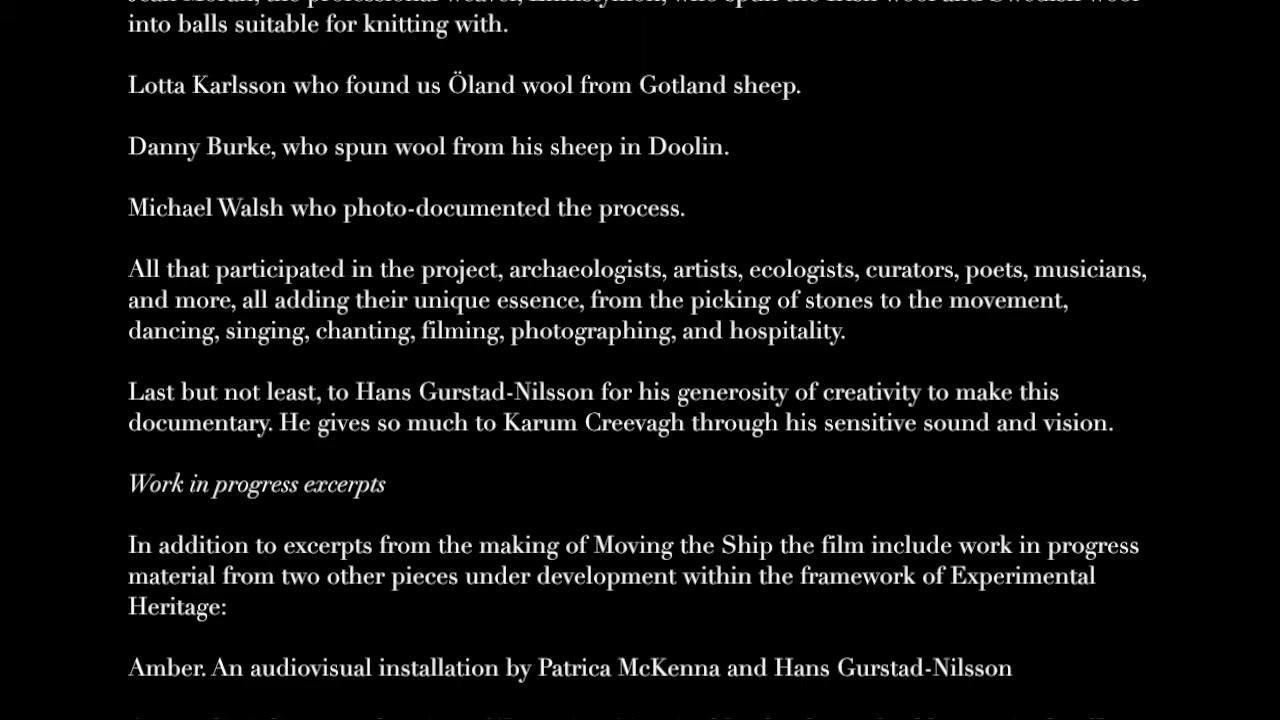 into balls suitable for knitting with.
Lotta Karlsson who found us Öland wool from Gotland sheep.
Danny Burke, who spun wool from his sheep in Doolin.
Michael Walsh who photo-documented the process.
All that participated in the project, archaeologists, artists, ecologists, curators, poets, musicians,
and more, all adding their unique essence, from the picking of stones to the movement,
dancing, singing, chanting, filming, photographing, and hospitality.
Last but not least, to Hans Gurstad-Nilsson for his generosity of creativity to make this
documentary. He gives so much to Karum Creevagh through his sensitive sound and vision.
Work in progress excerpts
In addition to excerpts from the making of Moving the Ship the film include work in progress
material from two other pieces under development within the framework of Experimental
Heritage:
Amber. An audiovisual installation by Patrica McKenna and Hans Gurstad-Nilsson